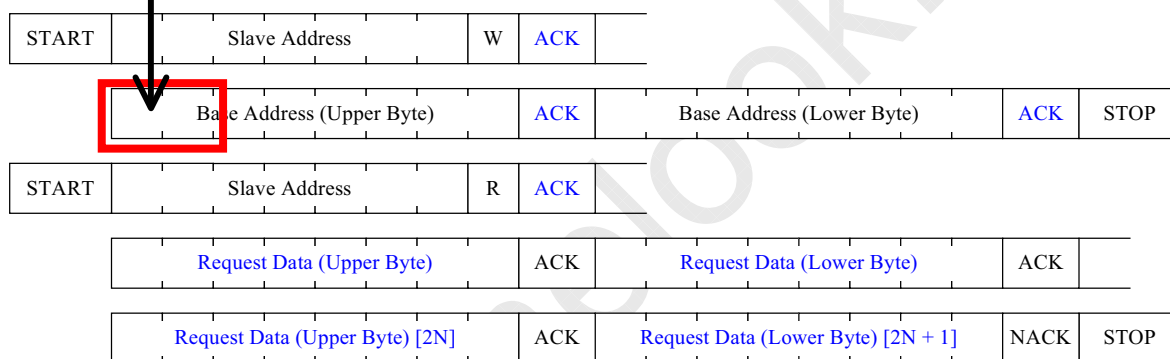 START Slave Address W ACK
Base Address (Upper Byte) ACK Base Address (Lower Byte) ACK STOP
START Slave Address R ACK
Request Data (Upper Byte) ACK Request Data (Lower Byte) ACK
Request Data (Upper Byte) [2N] ACK Request Data (Lower Byte) [2N + 1] NACK STOP